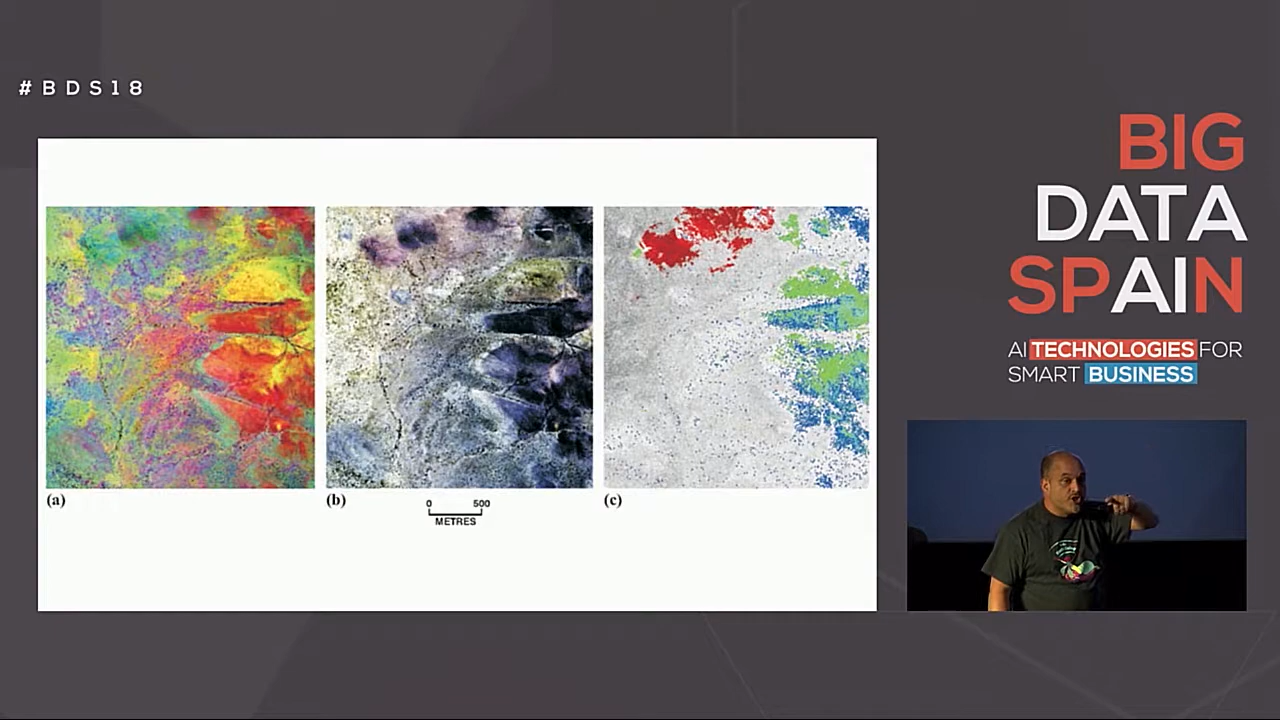 #BDS18
BIG
DATA
SPAIN
AI TECHNOLOGIES FOR
SMART BUSINESS
(a)
(b)
(c)
0 500
METRES